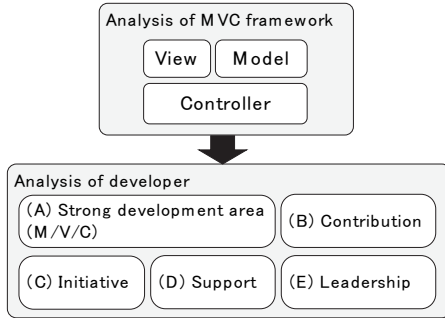 Analysis of MVC framework
View
Model
Controller
Analysis of developer
(A) Strong development area
(M/V/C)
(B) Contribution
(C) Initiative
(D) Support
(E) Leadership